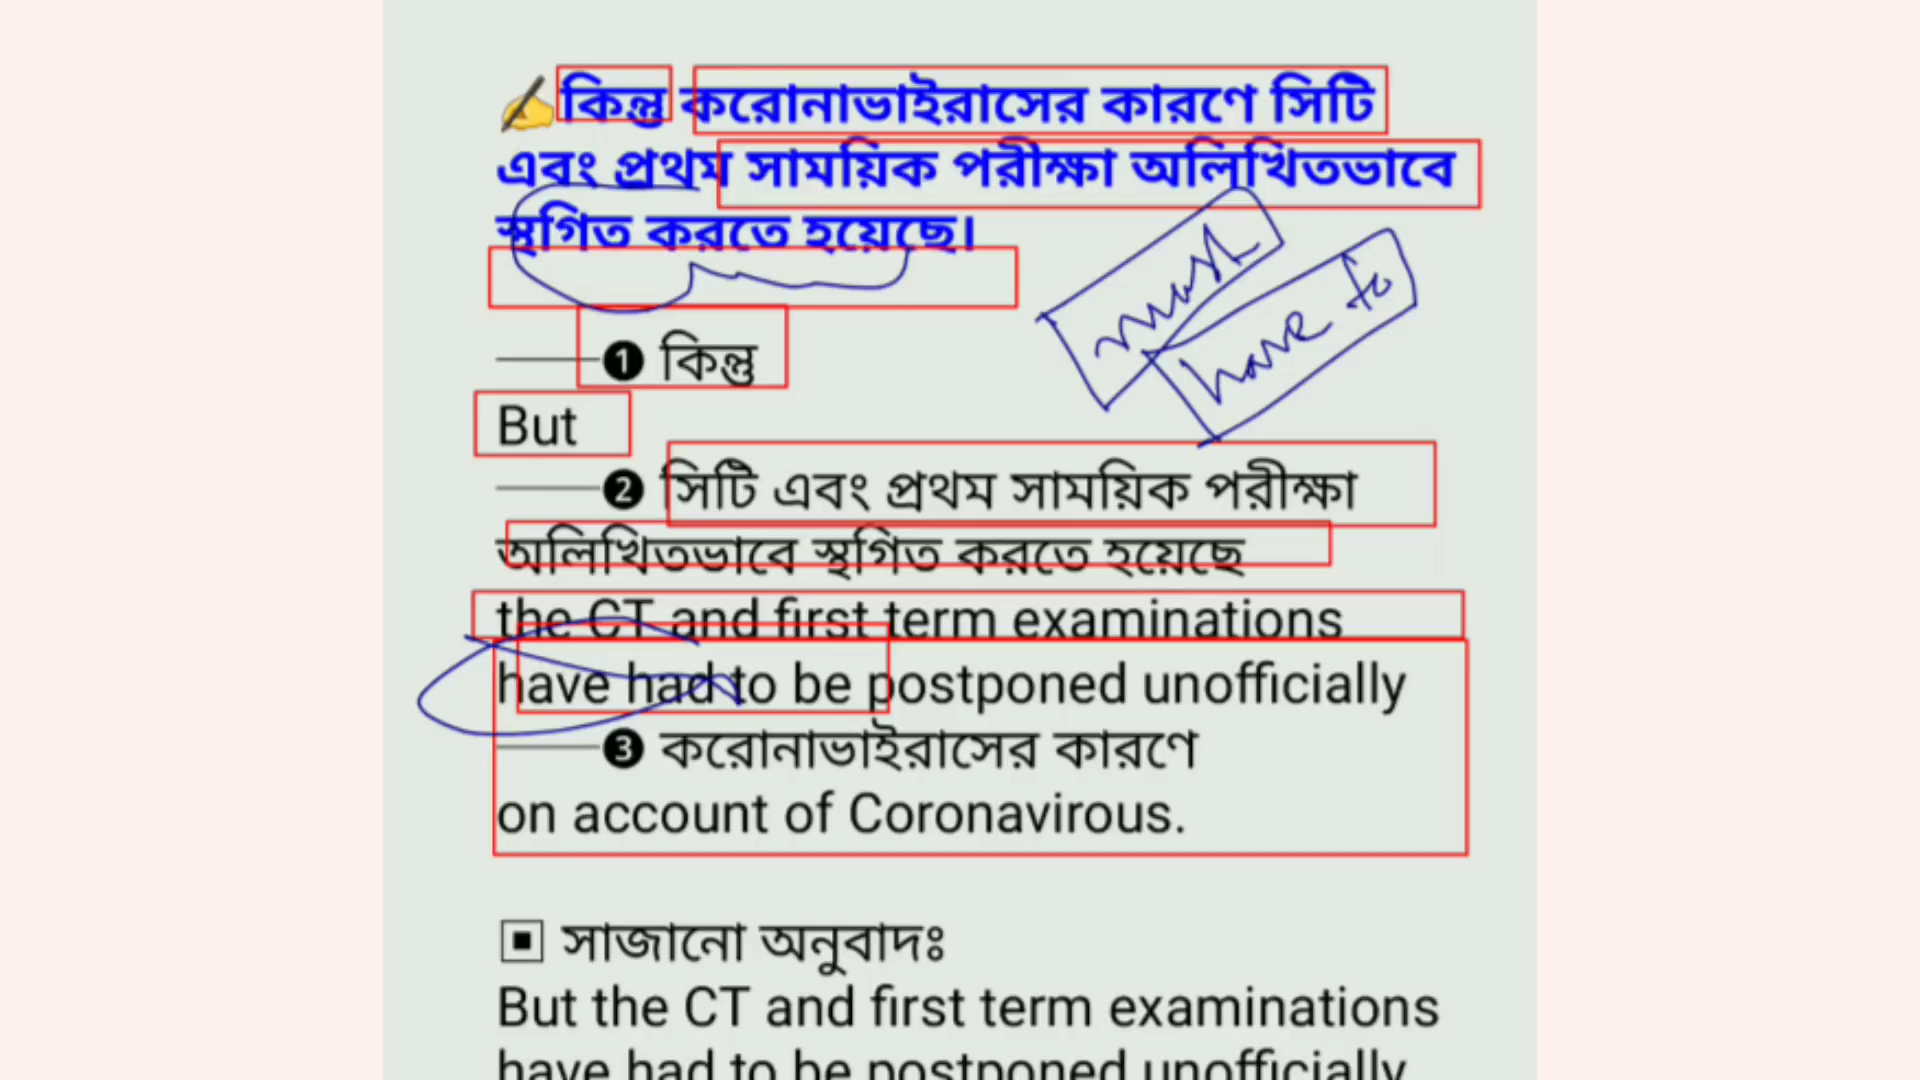 ✍কিন্তু করোনাভাইরাসের কারণে সিটি
এবং প্রথম সাময়িক পরীক্ষা অলিখিতভাবে
স্থগিত করতে হয়েছে।
must
have to
❶ কিন্তু
But
❷ সিটি এবং প্রথম সাময়িক পরীক্ষা
অলিখিতভাবে স্থগিত করতে হয়েছে
the CT and first term examinations
have had to be postponed unofficially
❸ করোনাভাইরাসের কারণে
on account of Coronavirous.
▣ সাজানো অনুবাদঃ
But the CT and first term examinations
have had to be postponed unofficially